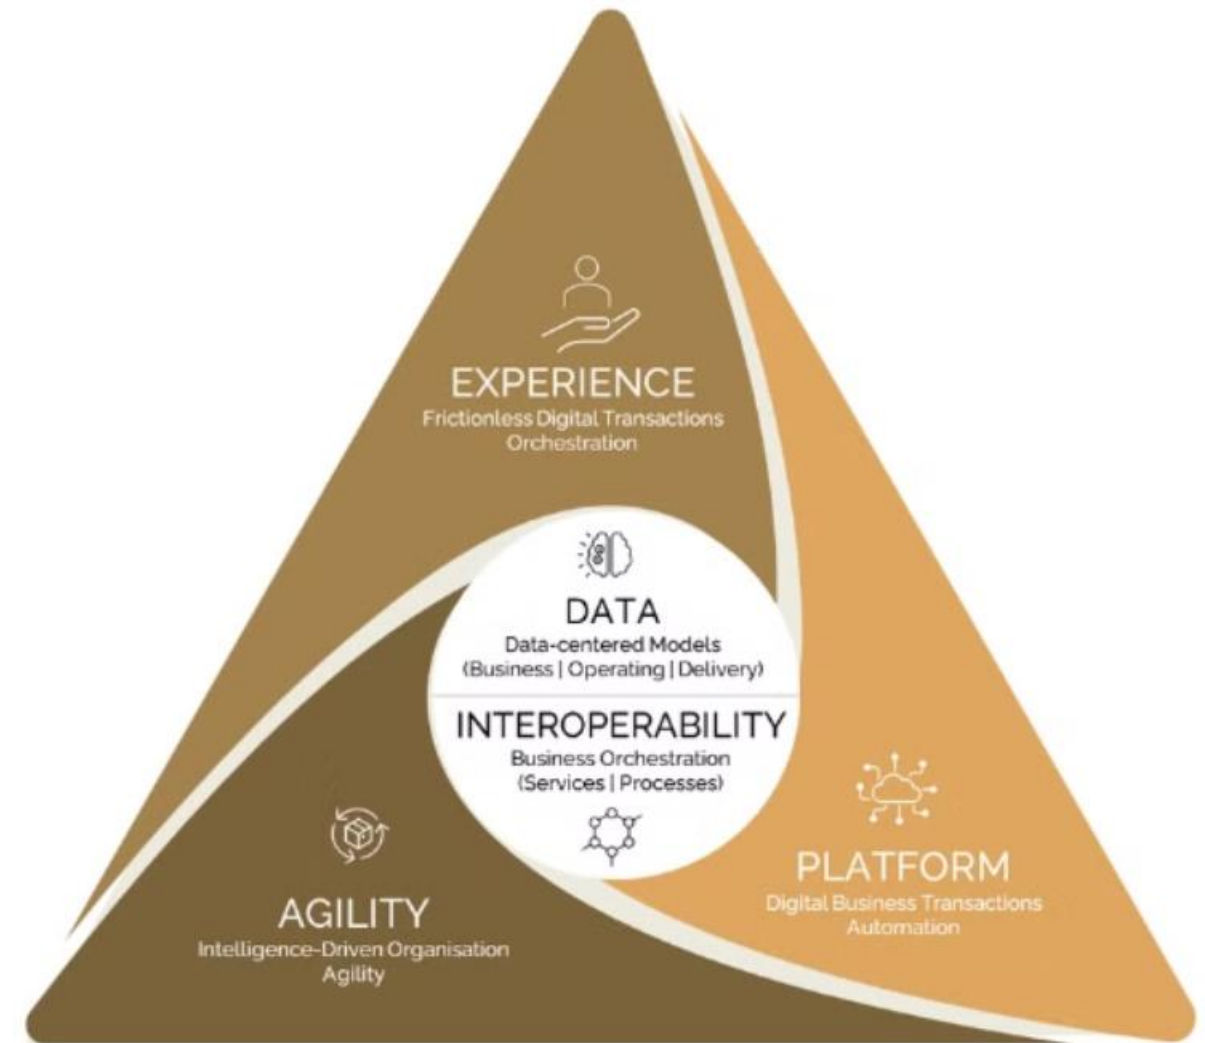 EXPERIENCE
Frictionless Digital Transactions
Orchestration
DATA
Data-centered Models
(Business | Operating | Delivery)
INTEROPERABILITY
Business Orchestration
(Services | Processes)
AGILITY
Intelligence-Driven Organisation
Agility
PLATFORM
Digital Business Transactions
Automation